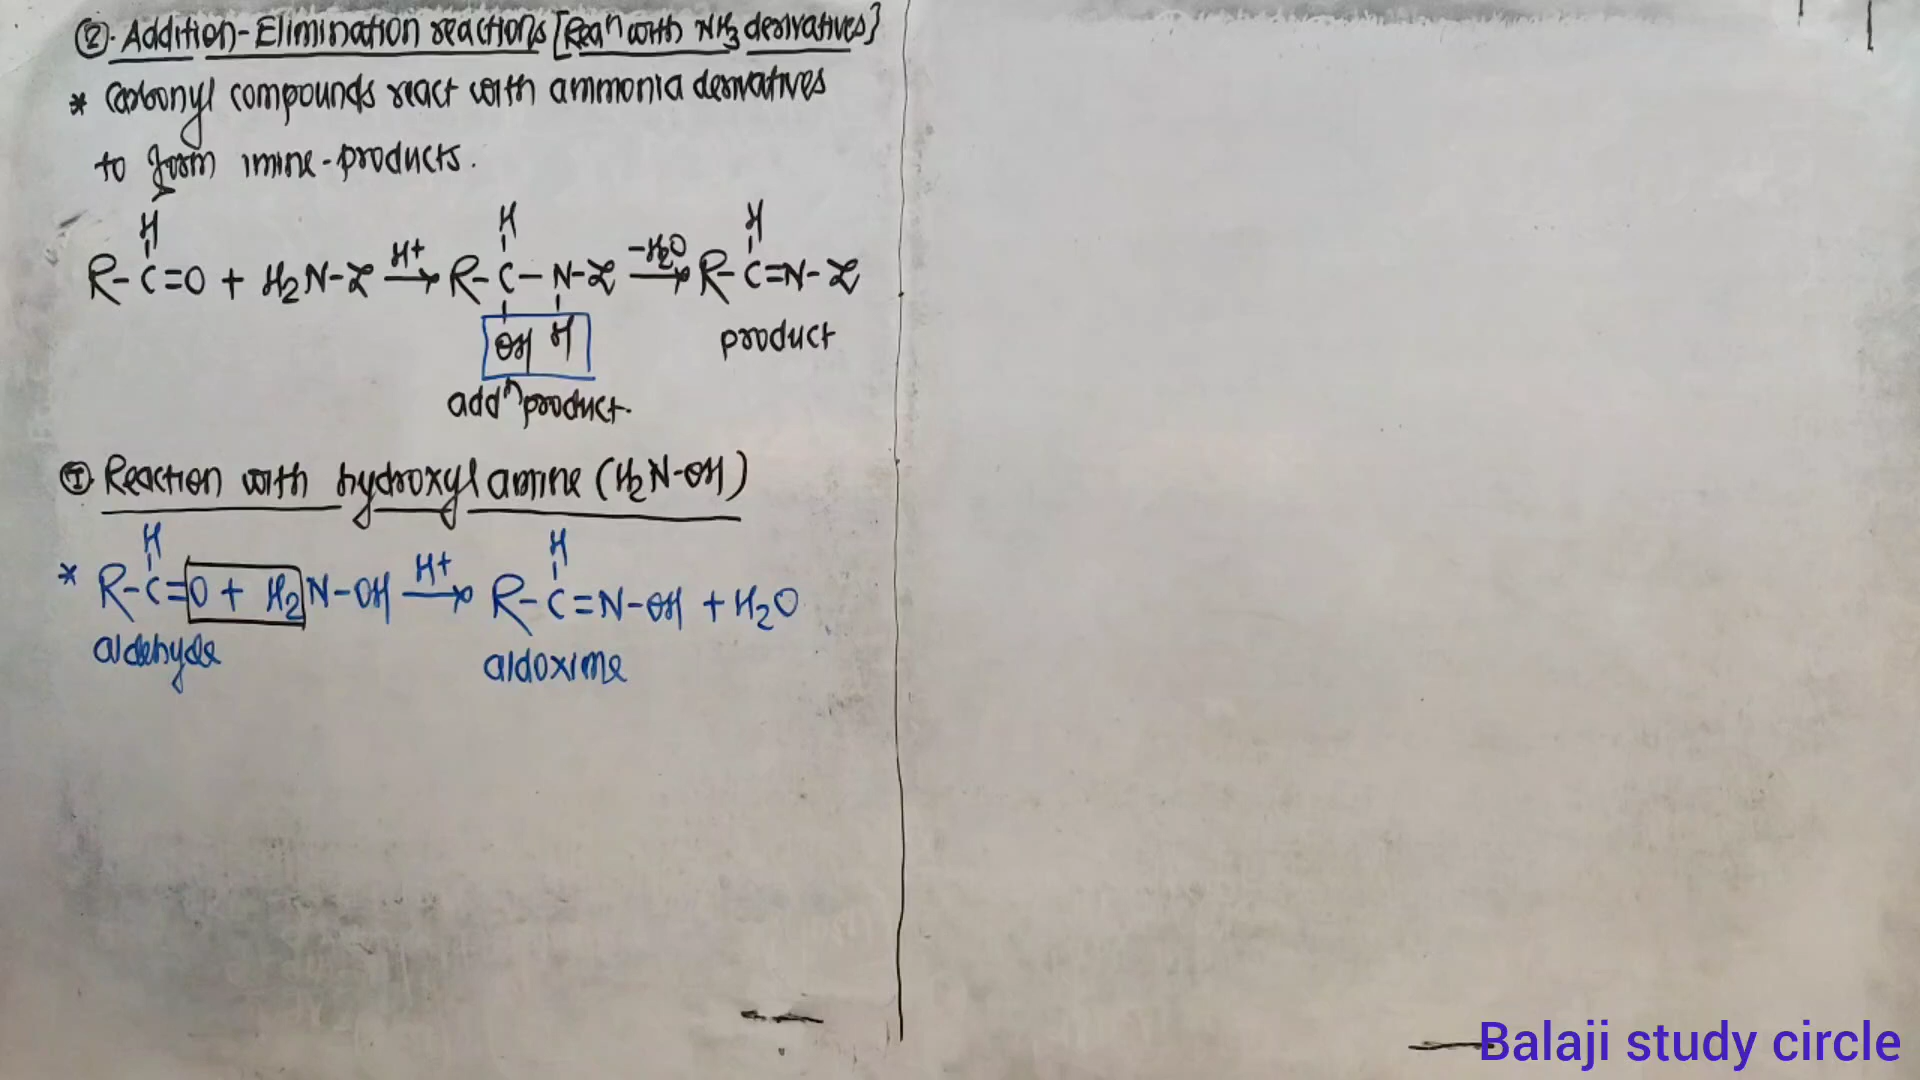 ②. Addition-Elimination reactions [Reaⁿ with NH3 derivatives]
* Carbonyl compounds react with ammonia derivatives
to form imine-products.
H H H
R-C=O + H2N-Z H+ → R-C-N-Z -H2O → R-C=N-Z
OH H product
addⁿ product.
① Reaction with hydroxyl amine (H2N-OH)
H H
* R-C=O + H2N-OH H+ → R-C=N-OH + H2O
aldehyde aldoxime
Balaji study circle